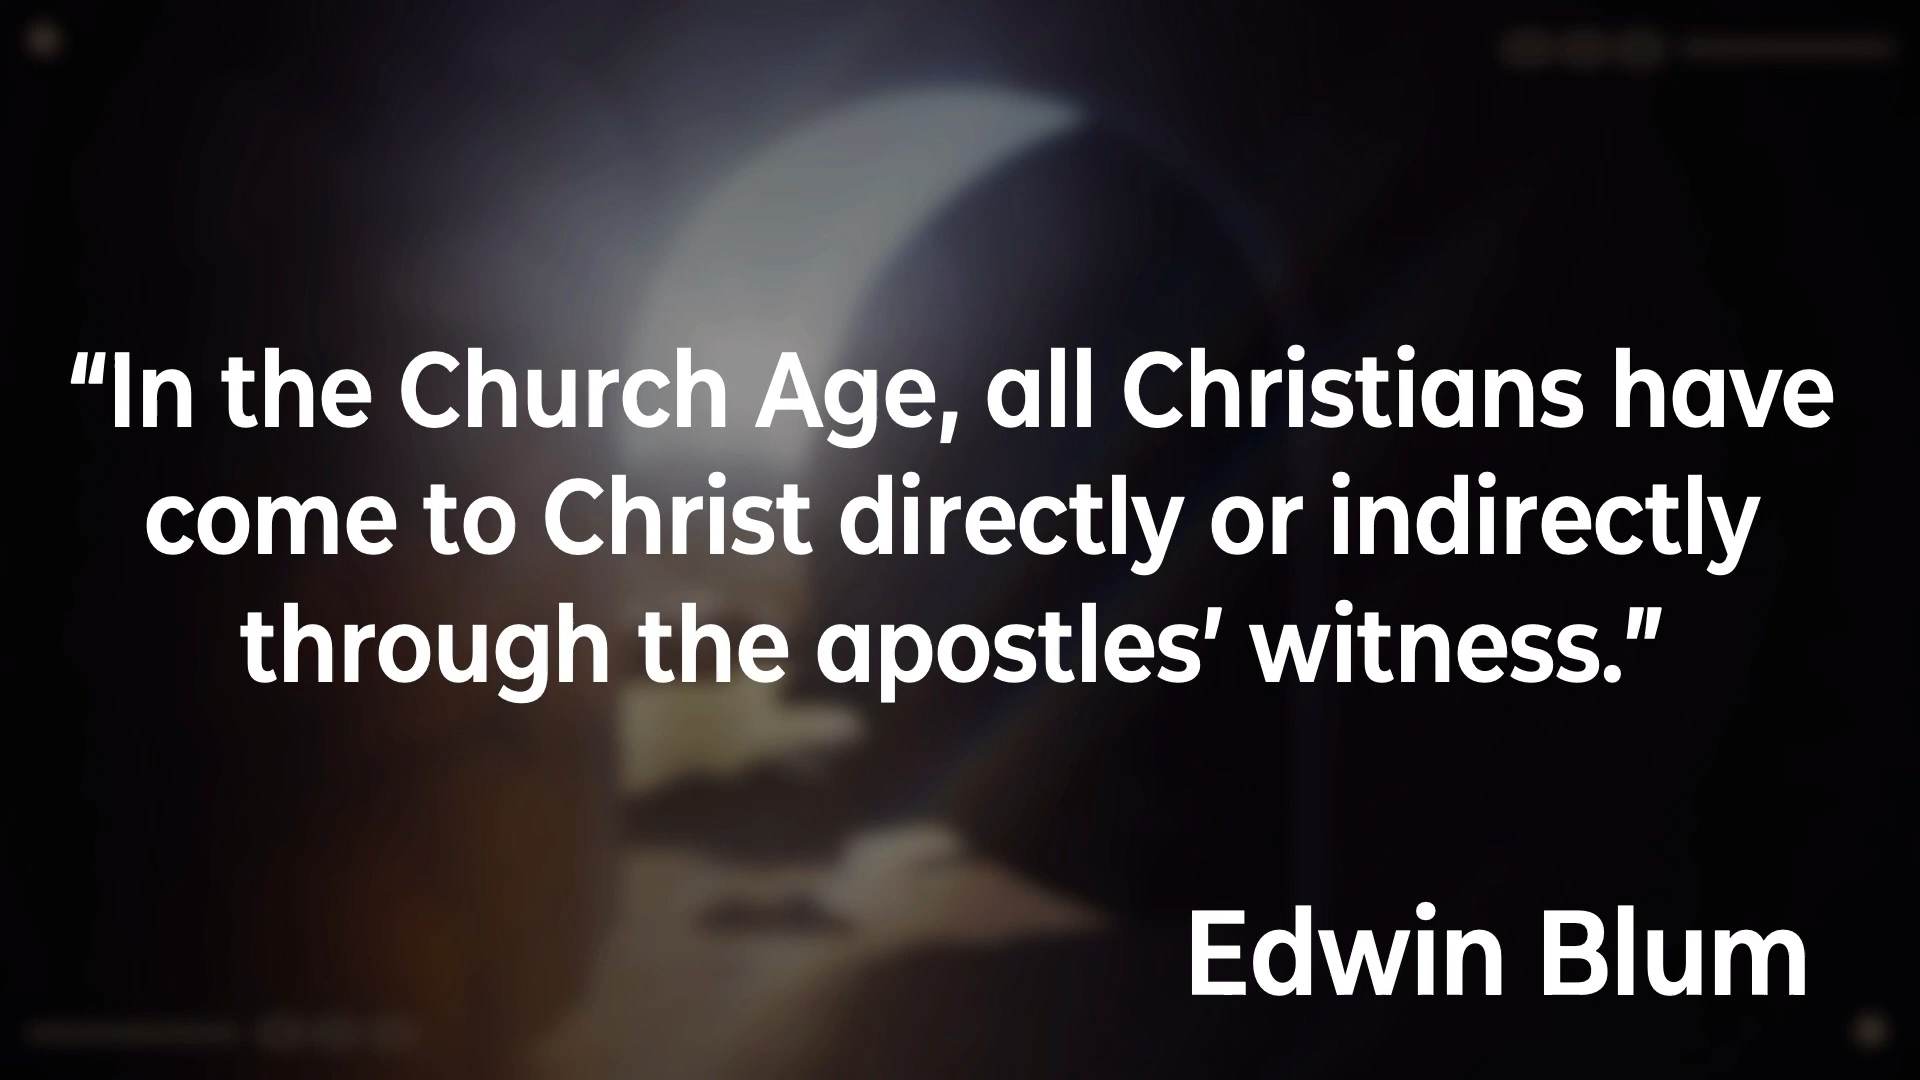 “In the Church Age, all Christians have
come to Christ directly or indirectly
through the apostles’ witness.”
Edwin Blum